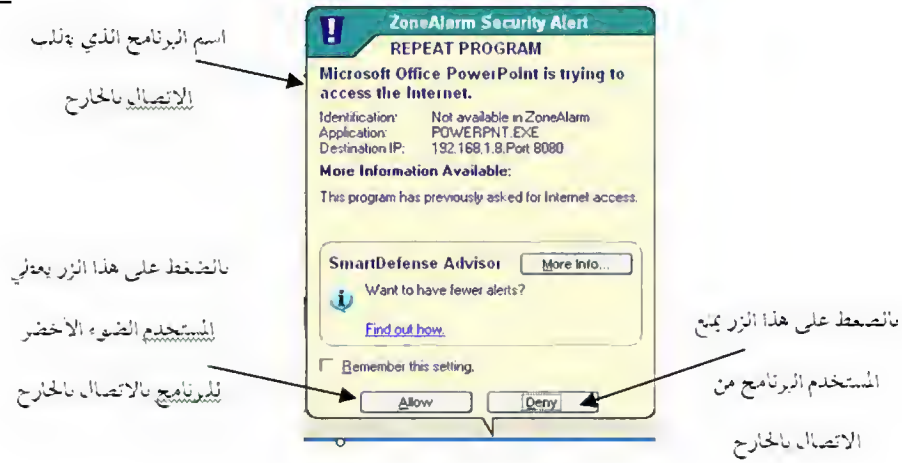 اسم البرنامج الذي يطلب
الاتصال بالخارج
ZoneAlarm Security Alert
REPEAT PROGRAM
Microsoft Office PowerPoint is trying to
access the Internet.
Identification: Not available in ZoneAlarm
Application: POWERPNT.EXE
Destination IP: 192.168.1.8:Port 8080
More Information Available:
This program has previously asked for Internet access.
SmartDefense Advisor More Info...
Want to have fewer alerts?
Find out how.
Remember this setting.
Allow Deny
بالضغط على هذا الزر يعطي
المستخدم الضوء الأخضر
للبرنامج بالاتصال بالخارج
بالضغط على هذا الزر يمنع
المستخدم البرنامج من
الاتصال بالخارج